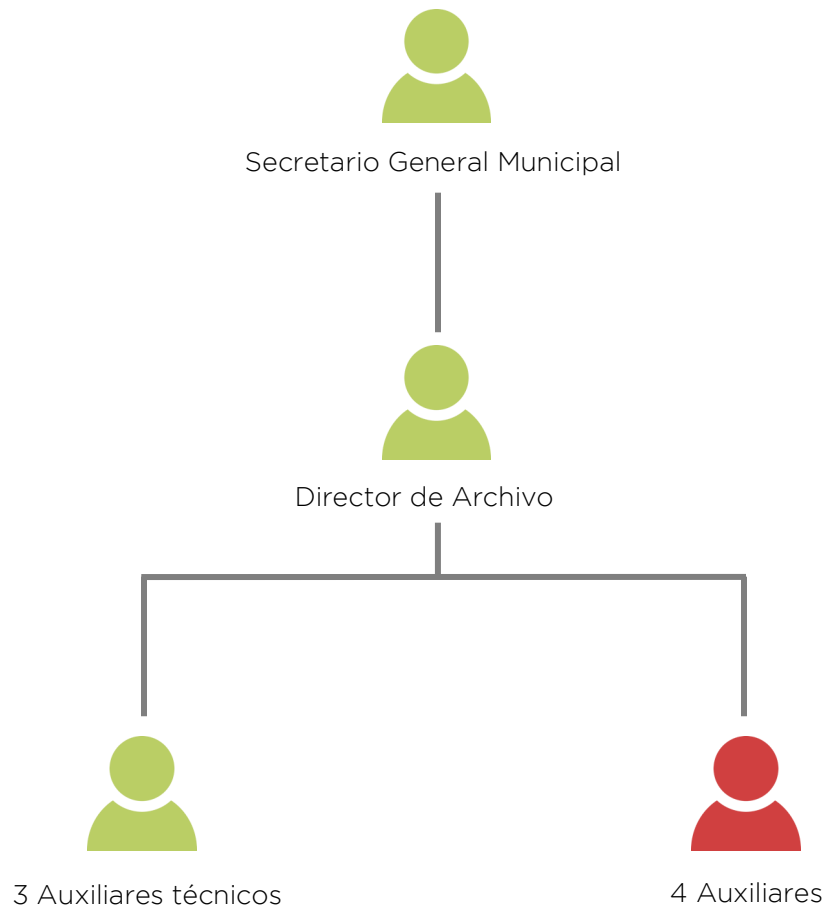 Secretario General Municipal
Director de Archivo
3 Auxiliares técnicos
4 Auxiliares